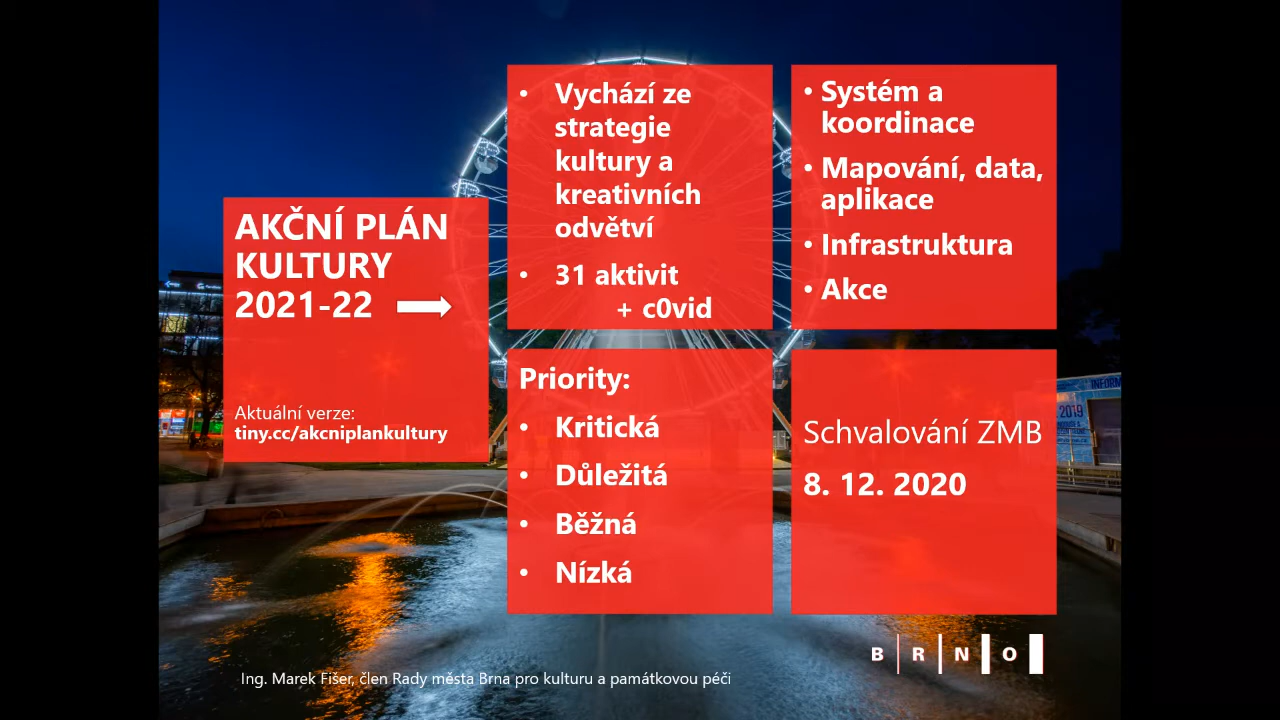 AKČNÍ PLÁN
KULTURY
2021-22
Aktuální verze:
tiny.cc/akcniplankultury
• Vychází ze
strategie
kultury a
kreativních
odvětví
• 31 aktivit
+ c0vid
• Systém a
koordinace
• Mapování, data,
aplikace
• Infrastruktura
• Akce
Priority:
• Kritická
• Důležitá
• Běžná
• Nízká
Schvalování ZMB
8. 12. 2020
INFORM
2019
B R N O
Ing. Marek Fišer, člen Rady města Brna pro kulturu a památkovou péči